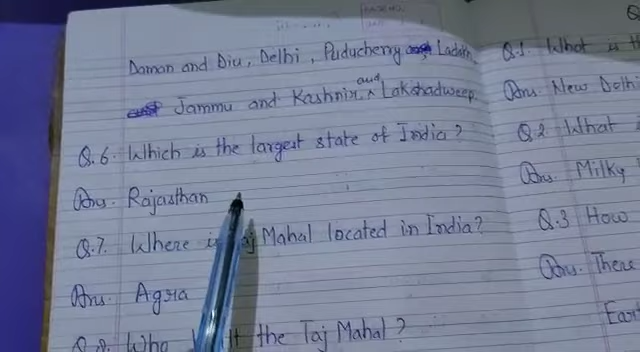 Daman and Diu, Delhi, Puducherry Ladakh,
Jammu and Kashmir, and Lakshadweep.
Q.6. Which is the largest state of India?
Ans. Rajasthan
Q.7. Where is Taj Mahal located in India?
Ans. Agra
Q.8. Who the Taj Mahal?
Q.1. What is
Ans. New Delhi
Q.2. What
Ans. Milky
Q.3 How
Ans. There